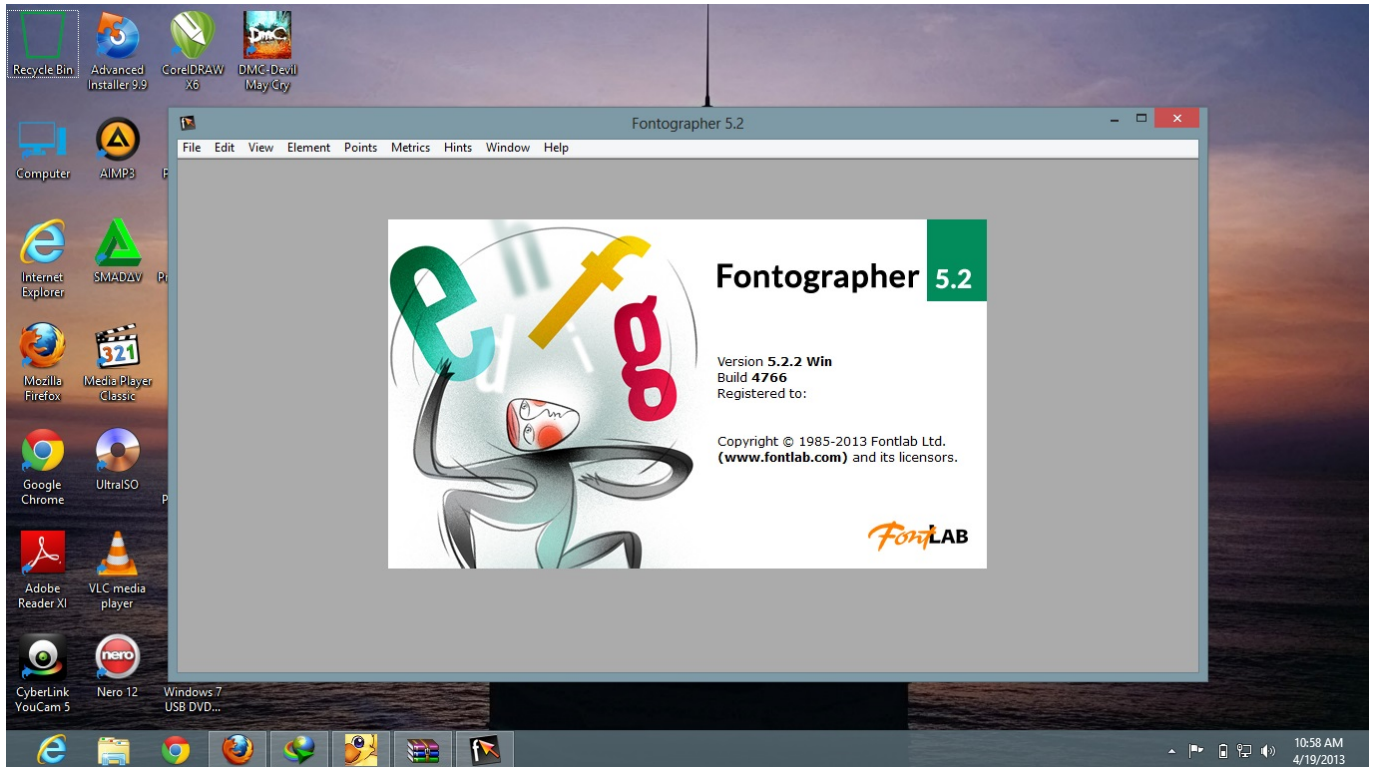 Recycle Bin
Advanced
Installer 9.9
CorelDRAW
X6
DmC
DMC-Devil
May Cry
Computer
AIMP3
Internet
Explorer
SMADAV
Mozilla
Firefox
321
Media Player
Classic
Google
Chrome
UltraISO
Adobe
Reader XI
VLC media
player
CyberLink
YouCam 5
nero
Nero 12
Windows 7
USB DVD...
Fontographer 5.2
File Edit View Element Points Metrics Hints Window Help
e f g
h
d i
Fontographer 5.2
Version 5.2.2 Win
Build 4766
Registered to:
Copyright © 1985-2013 Fontlab Ltd.
(www.fontlab.com) and its licensors.
FontLAB
10:58 AM
4/19/2013